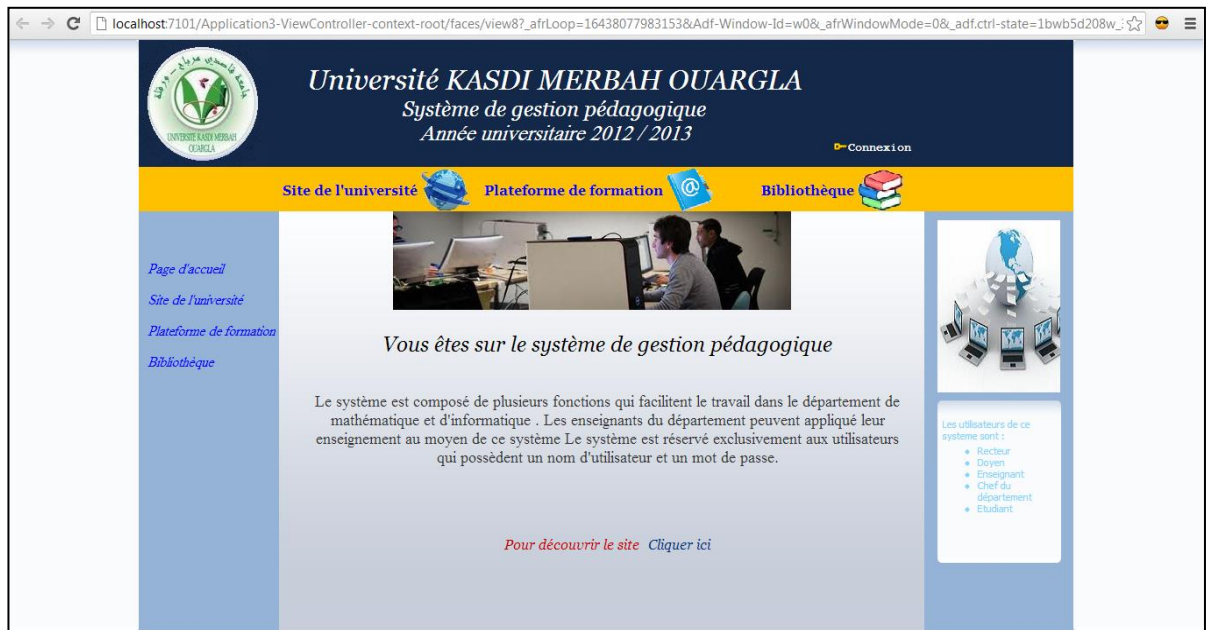 localhost:7101/Application3-ViewController-context-root/faces/view8?_afrLoop=16438077983153&Adf-Window-Id=w0&_afrWindowMode=0&_adf.ctrl-state=1bwb5d208w_
جامعة قاصدي مرباح - ورقلة
UNIVERSITE KASDI MERBAH
OUARGLA
Université KASDI MERBAH OUARGLA
Système de gestion pédagogique
Année universitaire 2012 / 2013
Connexion
Site de l'université Plateforme de formation Bibliothèque
Page d'accueil
Site de l'université
Plateforme de formation
Bibliothèque
Vous êtes sur le système de gestion pédagogique
Le système est composé de plusieurs fonctions qui facilitent le travail dans le département de
mathématique et d'informatique . Les enseignants du département peuvent appliqué leur
enseignement au moyen de ce système Le système est réservé exclusivement aux utilisateurs
qui possèdent un nom d'utilisateur et un mot de passe.
Pour découvrir le site Cliquer ici
Les utilisateurs de ce
systeme sont :
Recteur
Doyen
Enseignant
Chef du
département
Etudiant